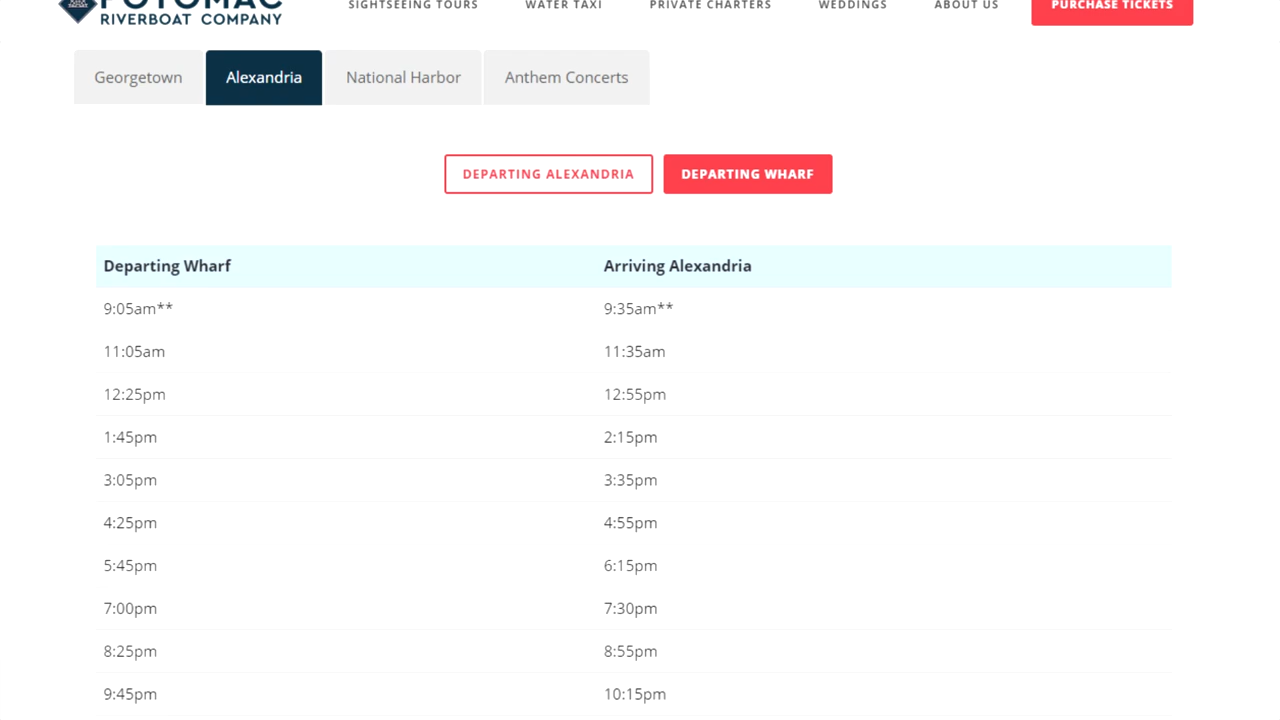 POTOMAC
RIVERBOAT COMPANY
SIGHTSEEING TOURS WATER TAXI PRIVATE CHARTERS WEDDINGS ABOUT US PURCHASE TICKETS
Georgetown Alexandria National Harbor Anthem Concerts
DEPARTING ALEXANDRIA DEPARTING WHARF
Departing Wharf Arriving Alexandria
9:05am** 9:35am**
11:05am 11:35am
12:25pm 12:55pm
1:45pm 2:15pm
3:05pm 3:35pm
4:25pm 4:55pm
5:45pm 6:15pm
7:00pm 7:30pm
8:25pm 8:55pm
9:45pm 10:15pm